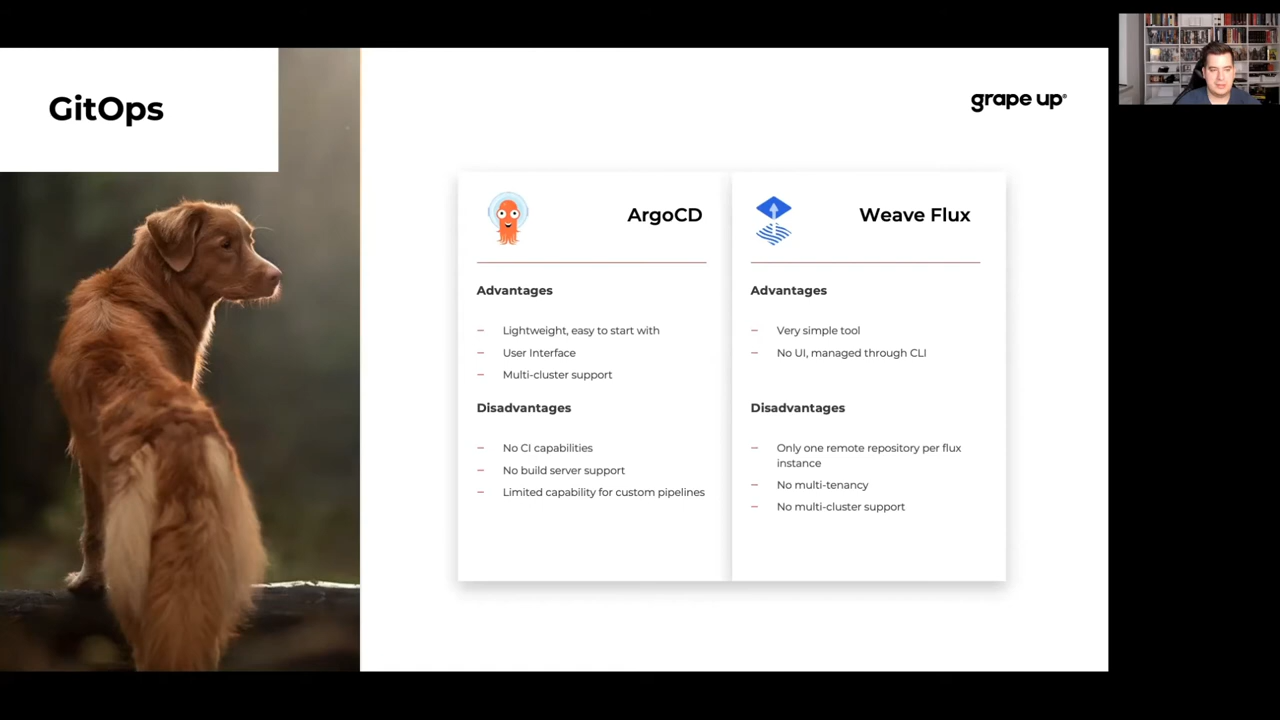 GitOps
grape up®
ArgoCD
Advantages
– Lightweight, easy to start with
– User Interface
– Multi-cluster support
Disadvantages
– No CI capabilities
– No build server support
– Limited capability for custom pipelines
Weave Flux
Advantages
– Very simple tool
– No UI, managed through CLI
Disadvantages
– Only one remote repository per flux
instance
– No multi-tenancy
– No multi-cluster support